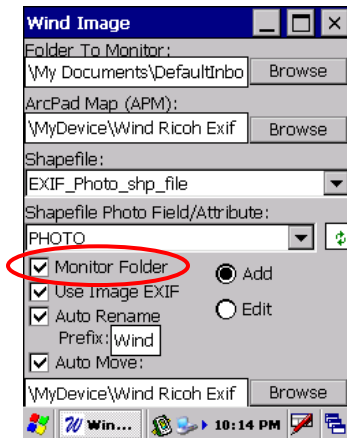 Wind Image
Folder To Monitor:
\My Documents\DefaultInbo Browse
ArcPad Map (APM):
\MyDevice\Wind Ricoh Exif Browse
Shapefile:
EXIF_Photo_shp_file
Shapefile Photo Field/Attribute:
PHOTO
Monitor Folder Add
Use Image EXIF
Auto Rename Edit
Prefix: Wind
Auto Move:
\MyDevice\Wind Ricoh Exif Browse
W Win... 10:14 PM